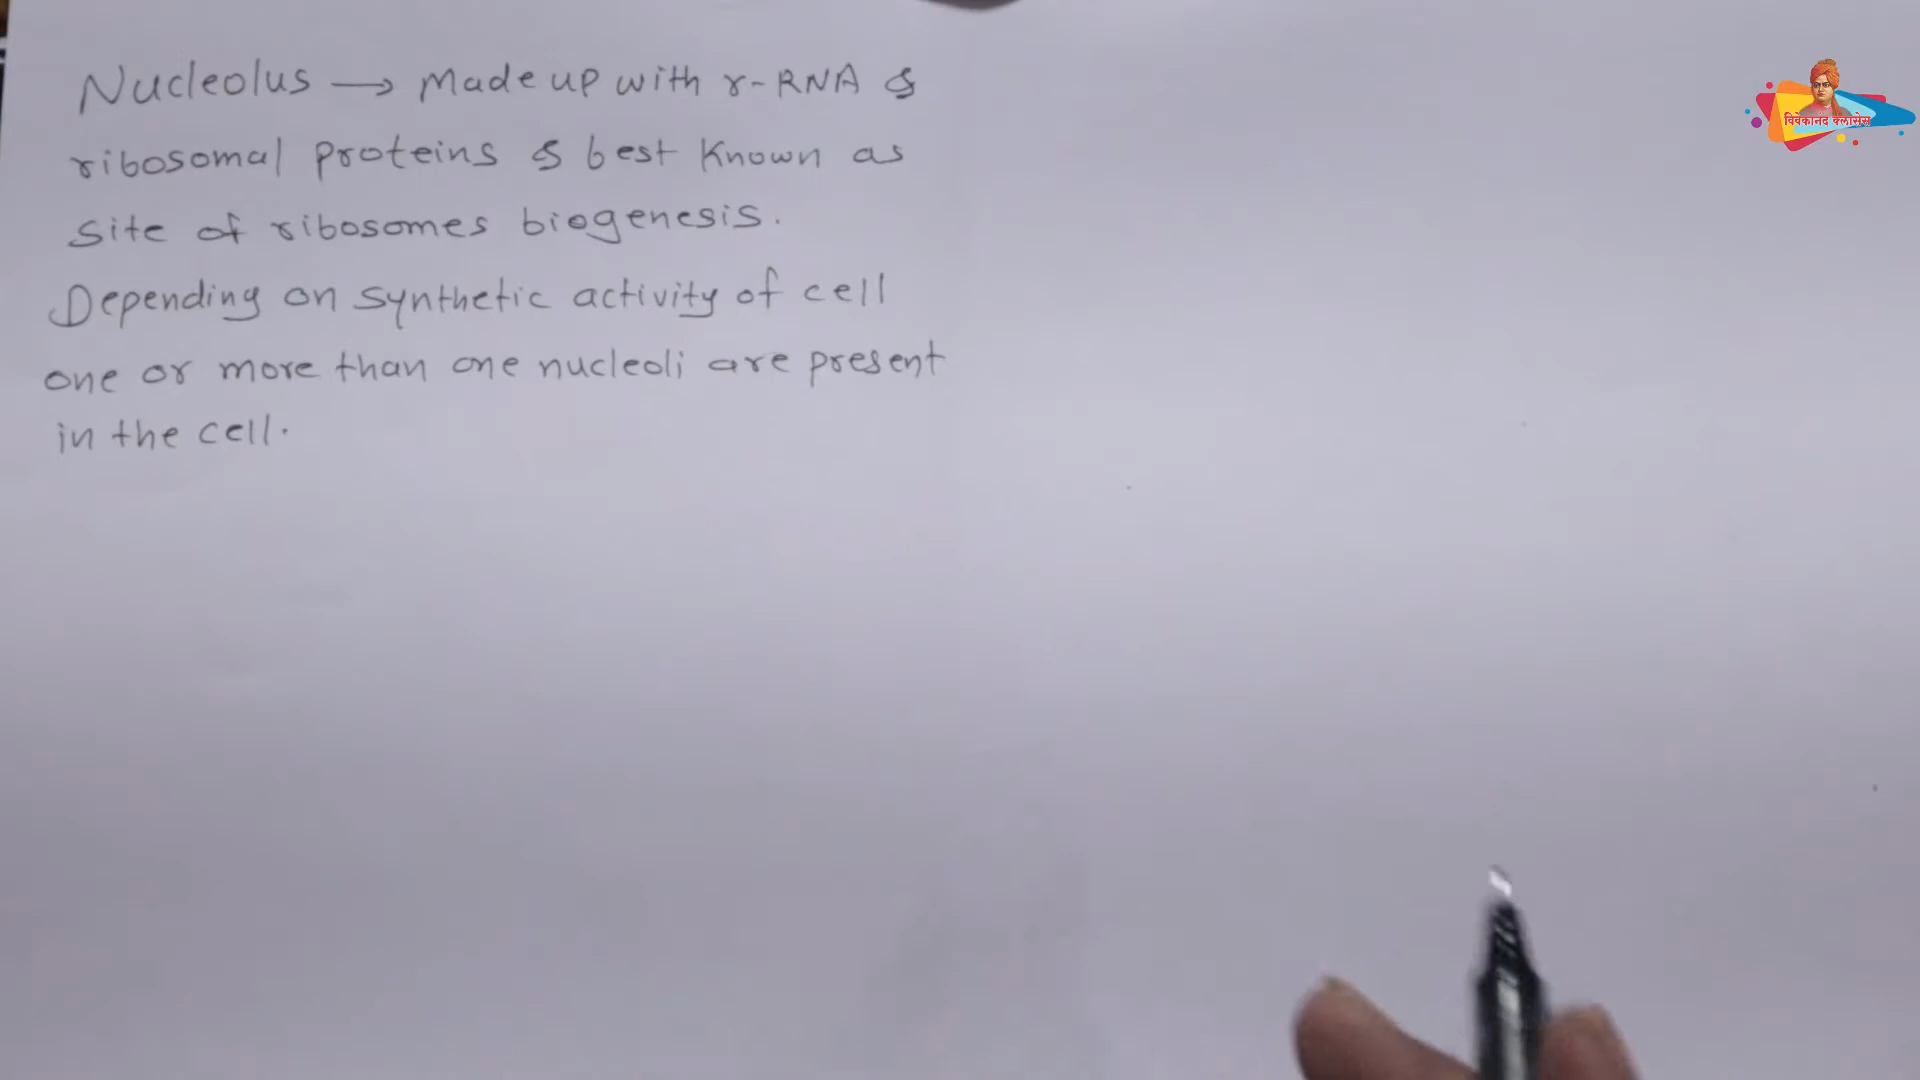 Nucleolus → Made up with r-RNA &
ribosomal proteins & best known as
site of ribosomes biogenesis.
Depending on synthetic activity of cell
one or more than one nucleoli are present
in the cell.
विवेकानंद क्लासेस